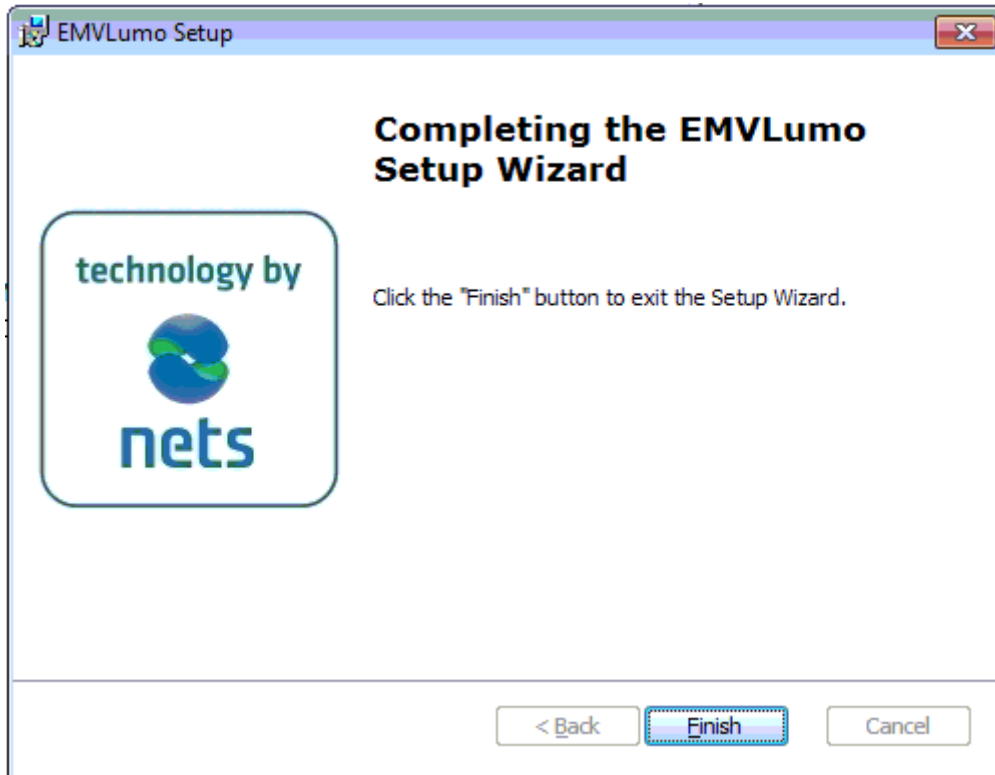 EMVLumo Setup
Completing the EMVLumo
Setup Wizard
technology by
nets
Click the "Finish" button to exit the Setup Wizard.
< Back
Finish
Cancel